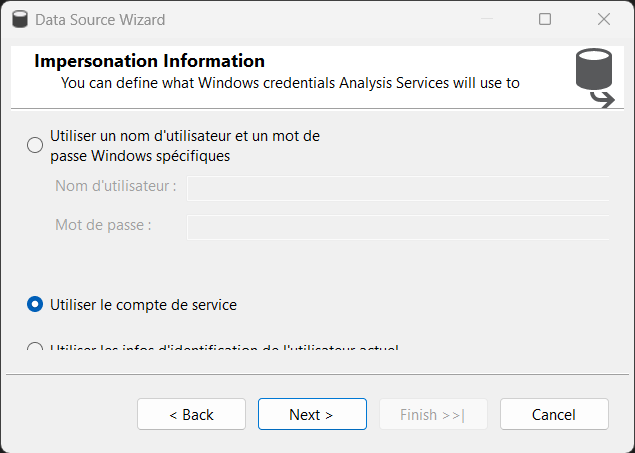 Data Source Wizard
Impersonation Information
You can define what Windows credentials Analysis Services will use to
Utiliser un nom d'utilisateur et un mot de
passe Windows spécifiques
Nom d'utilisateur :
Mot de passe :
Utiliser le compte de service
Utiliser les infos d'identification de l'utilisateur actuel
< Back
Next >
Finish >>|
Cancel